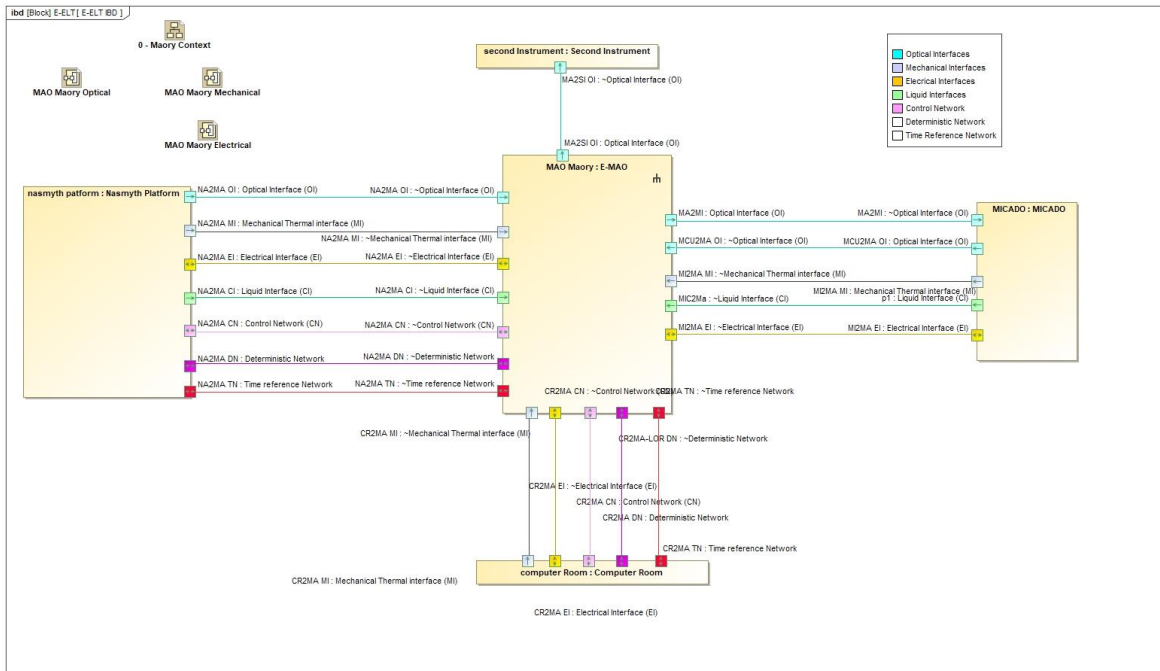 ibd [Block] E-ELT [ E-ELT IBD ]
0 - Maory Context
MAO Maory Optical
MAO Maory Mechanical
MAO Maory Electrical
second Instrument : Second Instrument
MA2SI OI : ~Optical Interface (OI)
MA2SI OI : Optical Interface (OI)
Optical Interfaces
Mechanical Interfaces
Elecrical Interfaces
Liquid Interfaces
Control Network
Deterministic Network
Time Reference Network
nasmyth patform : Nasmyth Platform
MAO Maory : E-MAO
MICADO : MICADO
NA2MA OI : Optical Interface (OI)
NA2MA OI : ~Optical Interface (OI)
NA2MA MI : Mechanical Thermal interface (MI)
NA2MA MI : ~Mechanical Thermal interface (MI)
NA2MA EI : Electrical Interface (EI)
NA2MA EI : ~Electrical Interface (EI)
NA2MA CI : Liquid Interface (CI)
NA2MA CI : ~Liquid Interface (CI)
NA2MA CN : Control Network (CN)
NA2MA CN : ~Control Network (CN)
NA2MA DN : Deterministic Network
NA2MA DN : ~Deterministic Network
NA2MA TN : Time reference Network
NA2MA TN : ~Time reference Network
MA2MI : Optical Interface (OI)
MA2MI : ~Optical Interface (OI)
MCU2MA OI : ~Optical Interface (OI)
MCU2MA OI : Optical Interface (OI)
MI2MA MI : ~Mechanical Thermal interface (MI)
MI2MA MI : Mechanical Thermal interface (MI)
MIC2Ma : ~Liquid Interface (CI)
p1 : Liquid Interface (CI)
MI2MA EI : ~Electrical Interface (EI)
MI2MA EI : Electrical Interface (EI)
CR2MA CN : ~Control Network (CN)
CR2MA TN : ~Time reference Network
CR2MA MI : ~Mechanical Thermal interface (MI)
CR2MA-LOR DN : ~Deterministic Network
CR2MA EI : ~Electrical Interface (EI)
CR2MA CN : Control Network (CN)
CR2MA DN : Deterministic Network
CR2MA TN : Time reference Network
computer Room : Computer Room
CR2MA MI : Mechanical Thermal interface (MI)
CR2MA EI : Electrical Interface (EI)